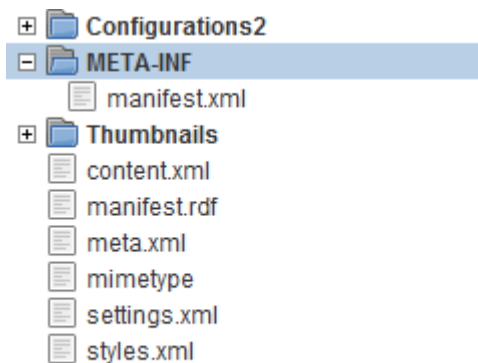 Configurations2
META-INF
manifest.xml
Thumbnails
content.xml
manifest.rdf
meta.xml
mimetype
settings.xml
styles.xml